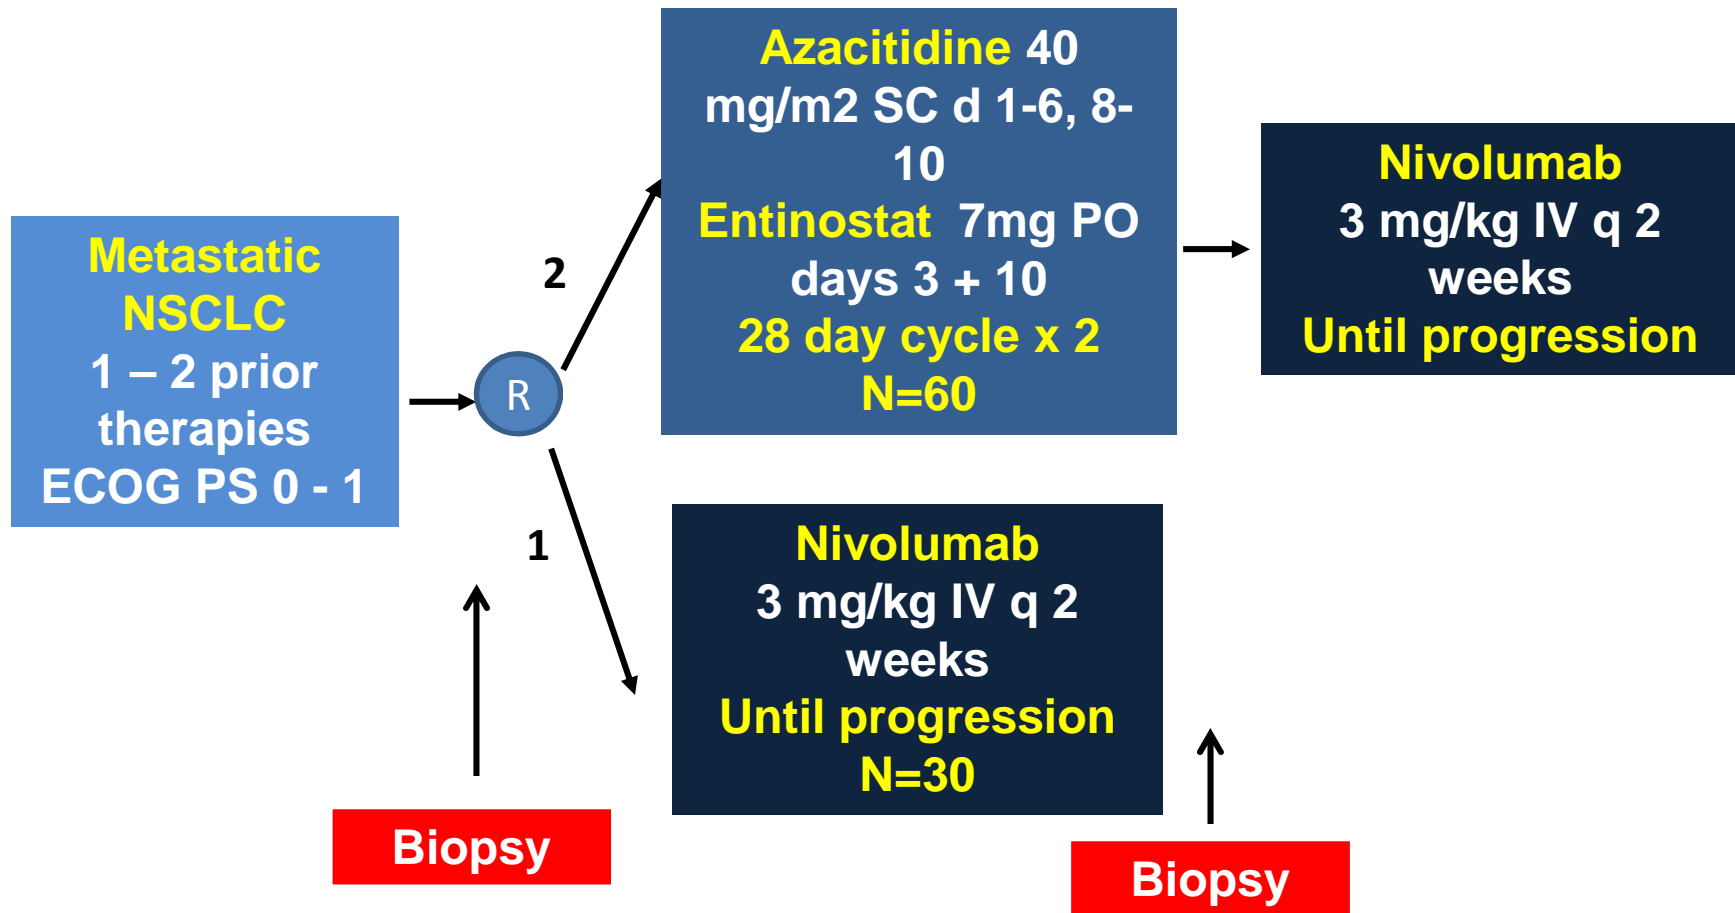 Metastatic
NSCLC
1 – 2 prior
therapies
ECOG PS 0 - 1
R
2
1
Azacitidine 40
mg/m2 SC d 1-6, 8-
10
Entinostat 7mg PO
days 3 + 10
28 day cycle x 2
N=60
Nivolumab
3 mg/kg IV q 2
weeks
Until progression
Nivolumab
3 mg/kg IV q 2
weeks
Until progression
N=30
Biopsy
Biopsy